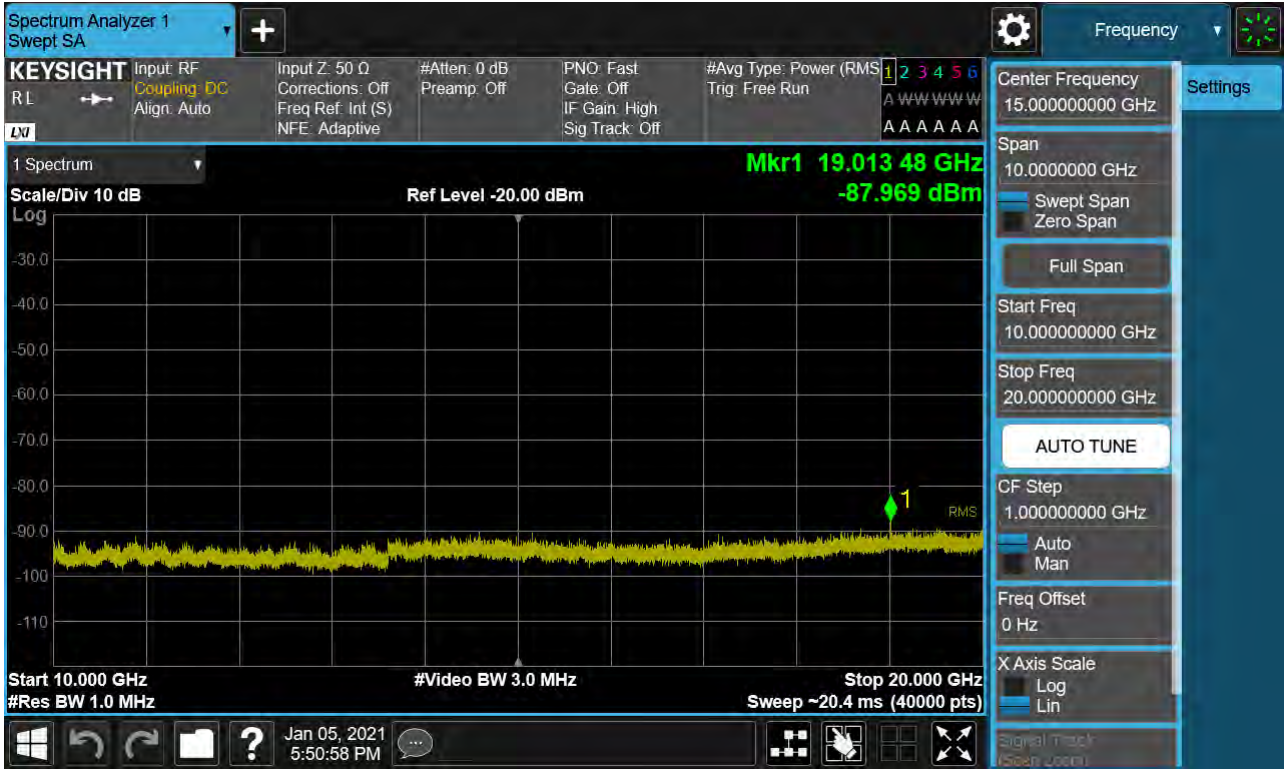 Spectrum Analyzer 1
Swept SA
Frequency
KEYSIGHT
R L
LXI
Input: RF
Coupling: DC
Align: Auto
Input Z: 50 Ω
Corrections: Off
Freq Ref: Int (S)
NFE: Adaptive
#Atten: 0 dB
Preamp: Off
PNO: Fast
Gate: Off
IF Gain: High
Sig Track: Off
#Avg Type: Power (RMS
Trig: Free Run
1 2 3 4 5 6
A W W W W W
A A A A A A
1 Spectrum
Mkr1 19.013 48 GHz
-87.969 dBm
Scale/Div 10 dB
Ref Level -20.00 dBm
Log
-30.0
-40.0
-50.0
-60.0
-70.0
-80.0
-90.0
-100
-110
1
RMS
Start 10.000 GHz
#Video BW 3.0 MHz
Stop 20.000 GHz
#Res BW 1.0 MHz
Sweep ~20.4 ms (40000 pts)
Center Frequency
15.000000000 GHz
Span
10.0000000 GHz
Swept Span
Zero Span
Full Span
Start Freq
10.000000000 GHz
Stop Freq
20.000000000 GHz
AUTO TUNE
CF Step
1.000000000 GHz
Auto
Man
Freq Offset
0 Hz
X Axis Scale
Log
Lin
Signal Track
(Span Zoom)
Settings
?
Jan 05, 2021
5:50:58 PM